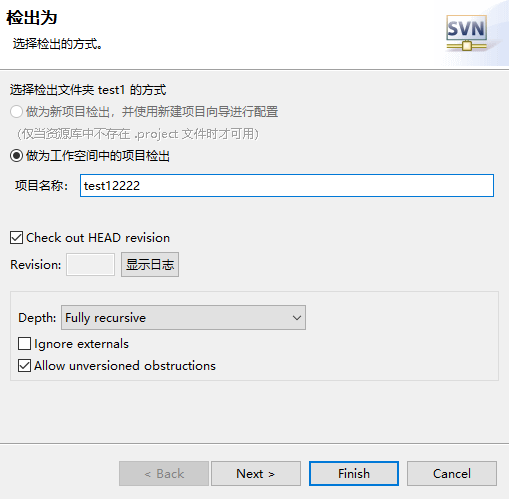 检出为
选择检出的方式。
SVN
选择检出文件夹 test1 的方式
做为新项目检出，并使用新建项目向导进行配置
（仅当资源库中不存在 .project 文件时才可用）
做为工作空间中的项目检出
项目名称： test12222
Check out HEAD revision
Revision: 显示日志
Depth: Fully recursive
Ignore externals
Allow unversioned obstructions
< Back Next > Finish Cancel